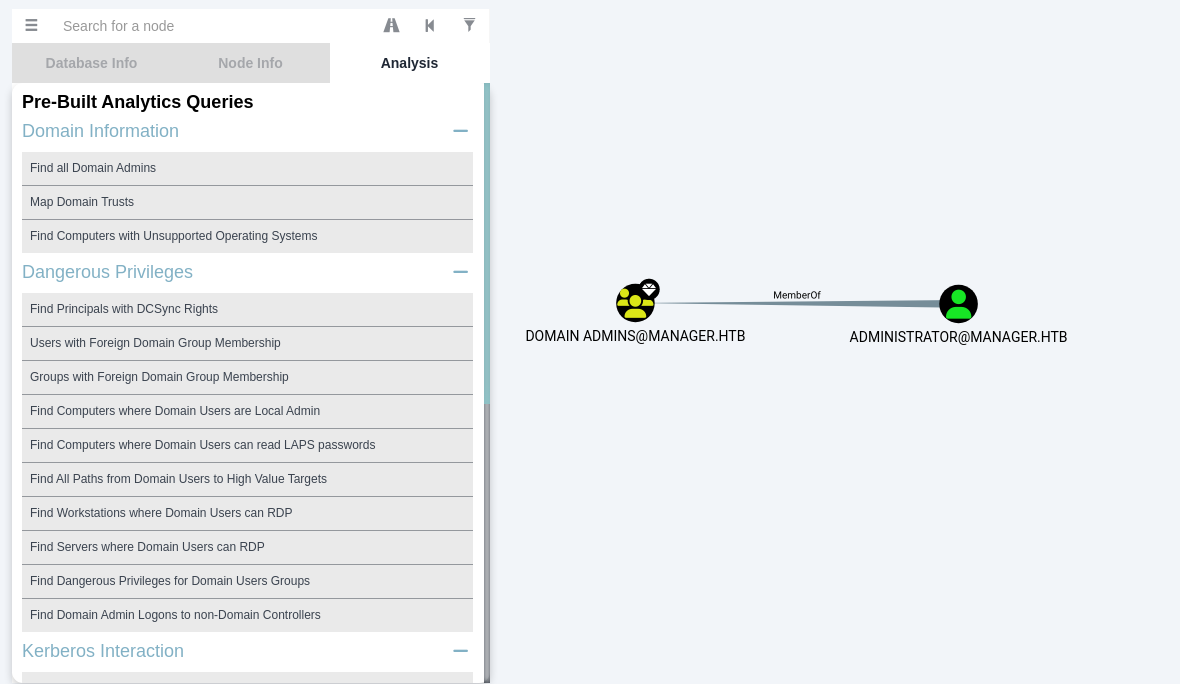 Search for a node
Database Info
Node Info
Analysis
Pre-Built Analytics Queries
Domain Information
Find all Domain Admins
Map Domain Trusts
Find Computers with Unsupported Operating Systems
Dangerous Privileges
Find Principals with DCSync Rights
Users with Foreign Domain Group Membership
Groups with Foreign Domain Group Membership
Find Computers where Domain Users are Local Admin
Find Computers where Domain Users can read LAPS passwords
Find All Paths from Domain Users to High Value Targets
Find Workstations where Domain Users can RDP
Find Servers where Domain Users can RDP
Find Dangerous Privileges for Domain Users Groups
Find Domain Admin Logons to non-Domain Controllers
Kerberos Interaction
MemberOf
DOMAIN ADMINS@MANAGER.HTB
ADMINISTRATOR@MANAGER.HTB